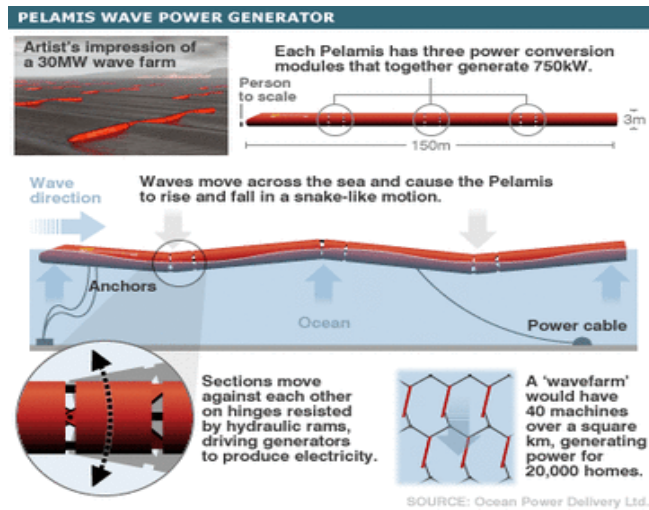 PELAMIS WAVE POWER GENERATOR
Artist's impression of
a 30MW wave farm
Each Pelamis has three power conversion
modules that together generate 750kW.
Person
to scale
3m
150m
Wave
direction
Waves move across the sea and cause the Pelamis
to rise and fall in a snake-like motion.
Anchors
Ocean
Power cable
Sections move
against each other
on hinges resisted
by hydraulic rams,
driving generators
to produce electricity.
A 'wavefarm'
would have
40 machines
over a square
km, generating
power for
20,000 homes.
SOURCE: Ocean Power Delivery Ltd.